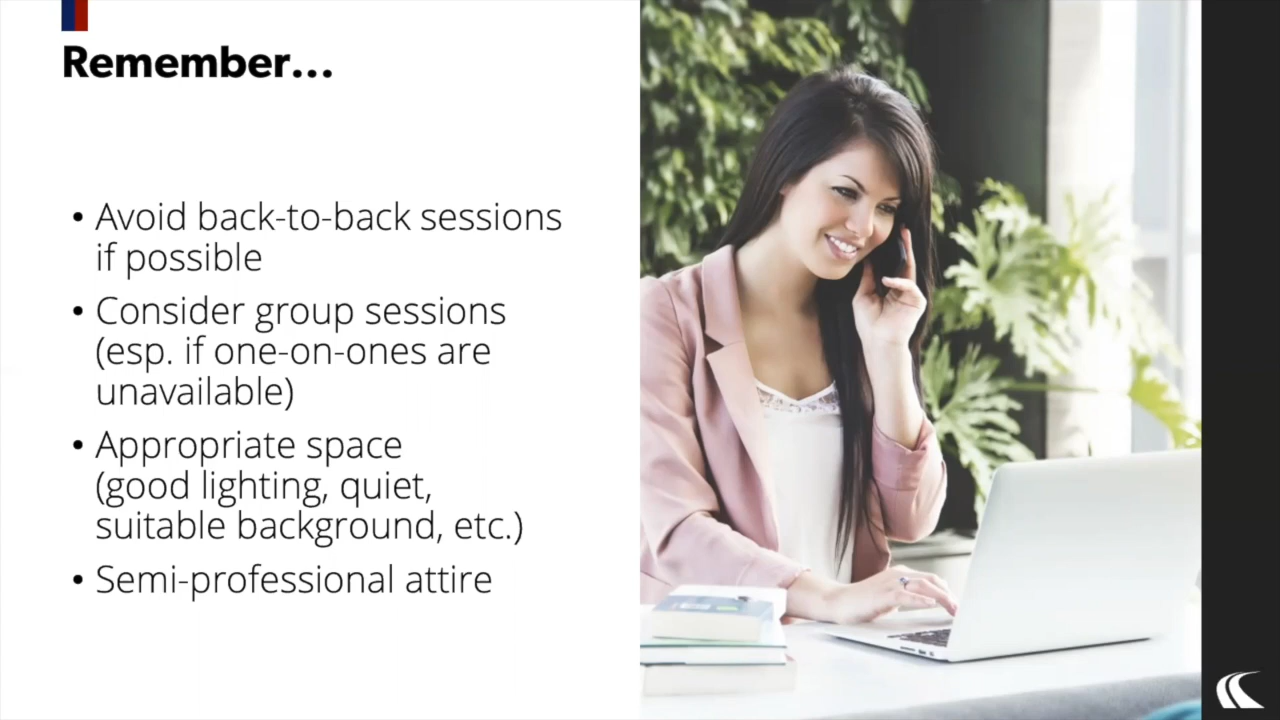 Remember...
• Avoid back-to-back sessions
if possible
• Consider group sessions
(esp. if one-on-ones are
unavailable)
• Appropriate space
(good lighting, quiet,
suitable background, etc.)
• Semi-professional attire